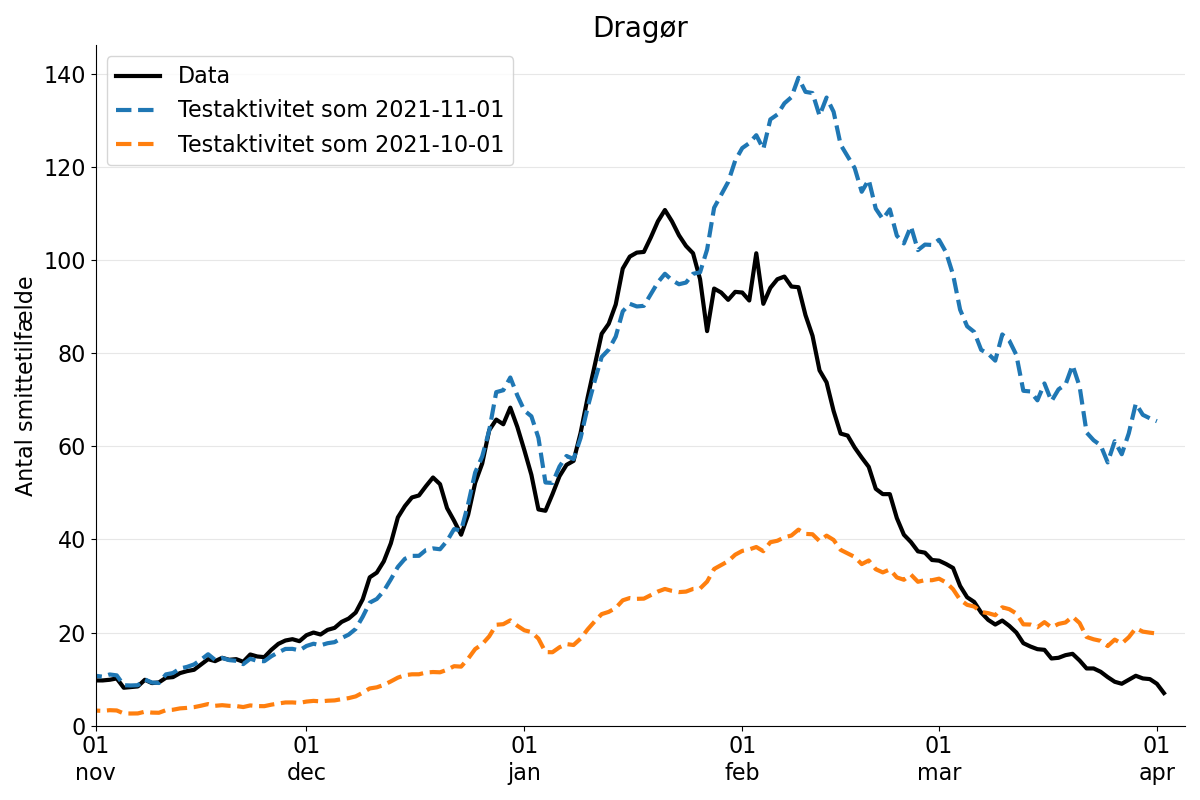 Dragør
Data
Testaktivitet som 2021-11-01
Testaktivitet som 2021-10-01
Antal smittetilfælde
140
120
100
80
60
40
20
0
01 01 01 01 01 01
nov dec jan feb mar apr